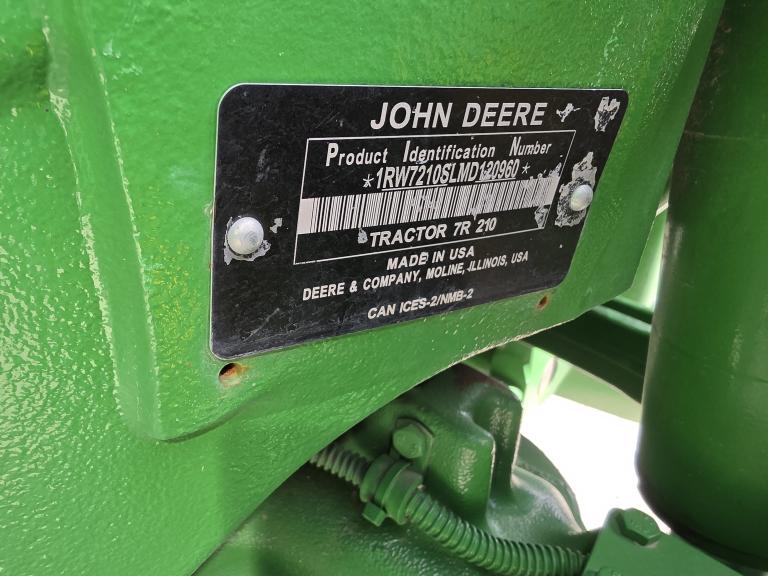 JOHN DEERE
Product Identification Number
*1RW7210SLMD120960*
TRACTOR 7R 210
MADE IN USA
DEERE & COMPANY, MOLINE, ILLINOIS, USA
CAN ICES-2/NMB-2